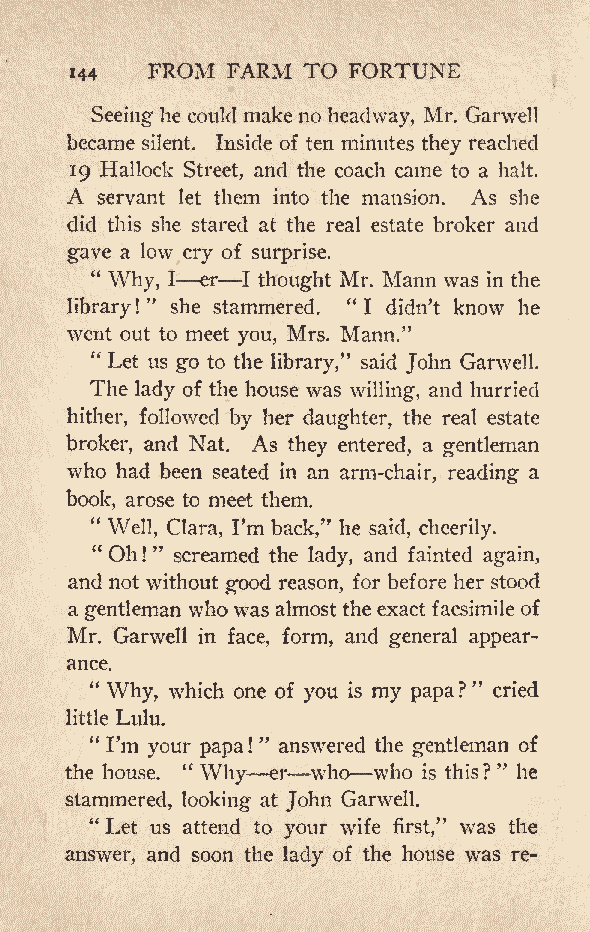 144 FROM FARM TO FORTUNE
Seeing he could make no headway, Mr. Garwell
became silent. Inside of ten minutes they reached
19 Hallock Street, and the coach came to a halt.
A servant let them into the mansion. As she
did this she stared at the real estate broker and
gave a low cry of surprise.
“ Why, I—er—I thought Mr. Mann was in the
library! ” she stammered. “ I didn’t know he
went out to meet you, Mrs. Mann.”
“ Let us go to the library,” said John Garwell.
The lady of the house was willing, and hurried
hither, followed by her daughter, the real estate
broker, and Nat. As they entered, a gentleman
who had been seated in an arm-chair, reading a
book, arose to meet them.
“ Well, Clara, I’m back,” he said, cheerily.
“ Oh! ” screamed the lady, and fainted again,
and not without good reason, for before her stood
a gentleman who was almost the exact facsimile of
Mr. Garwell in face, form, and general appear-
ance.
“ Why, which one of you is my papa? ” cried
little Lulu.
“ I’m your papa! ” answered the gentleman of
the house. “ Why—er—who—who is this? ” he
stammered, looking at John Garwell.
“ Let us attend to your wife first,” was the
answer, and soon the lady of the house was re-